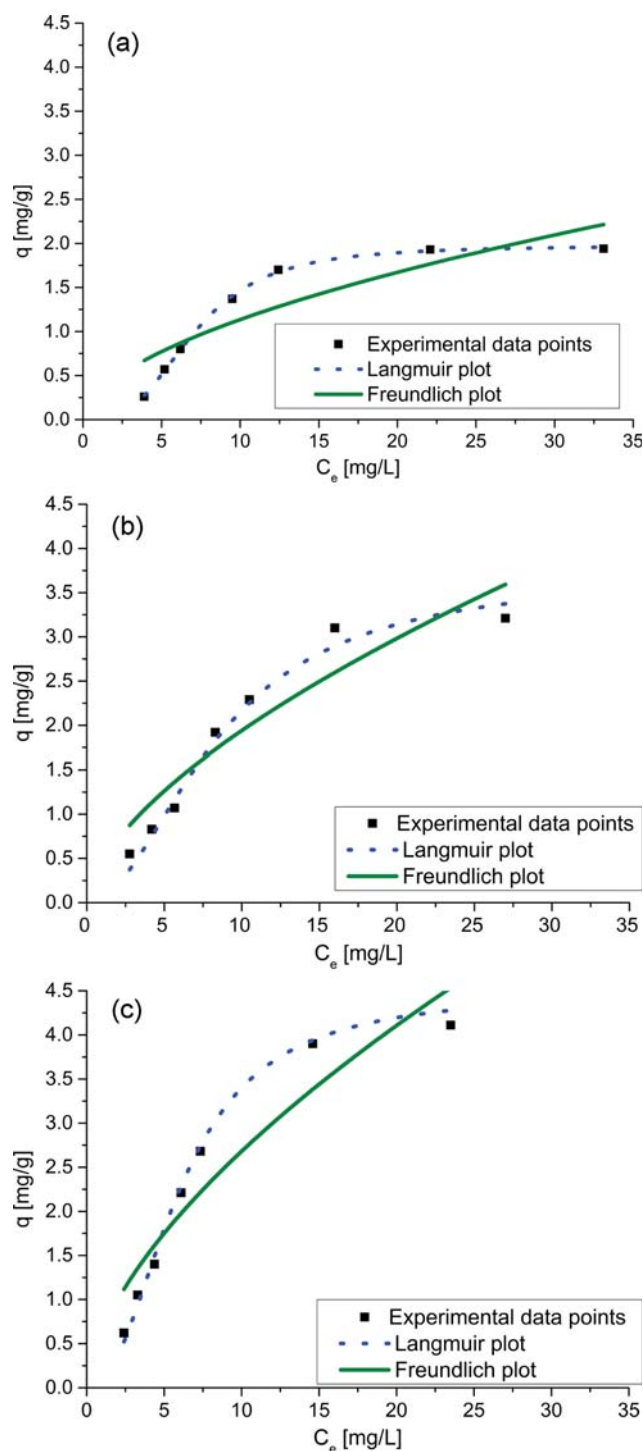 (a)
4.5
4.0
3.5
3.0
2.5
2.0
1.5
1.0
0.5
0.0
q [mg/g]
Experimental data points
Langmuir plot
Freundlich plot
0 5 10 15 20 25 30 35
Ce [mg/L]
(b)
4.5
4.0
3.5
3.0
2.5
2.0
1.5
1.0
0.5
0.0
q [mg/g]
Experimental data points
Langmuir plot
Freundlich plot
0 5 10 15 20 25 30 35
Ce [mg/L]
(c)
4.5
4.0
3.5
3.0
2.5
2.0
1.5
1.0
0.5
0.0
q [mg/g]
Experimental data points
Langmuir plot
Freundlich plot
0 5 10 15 20 25 30 35
Ce [mg/L]